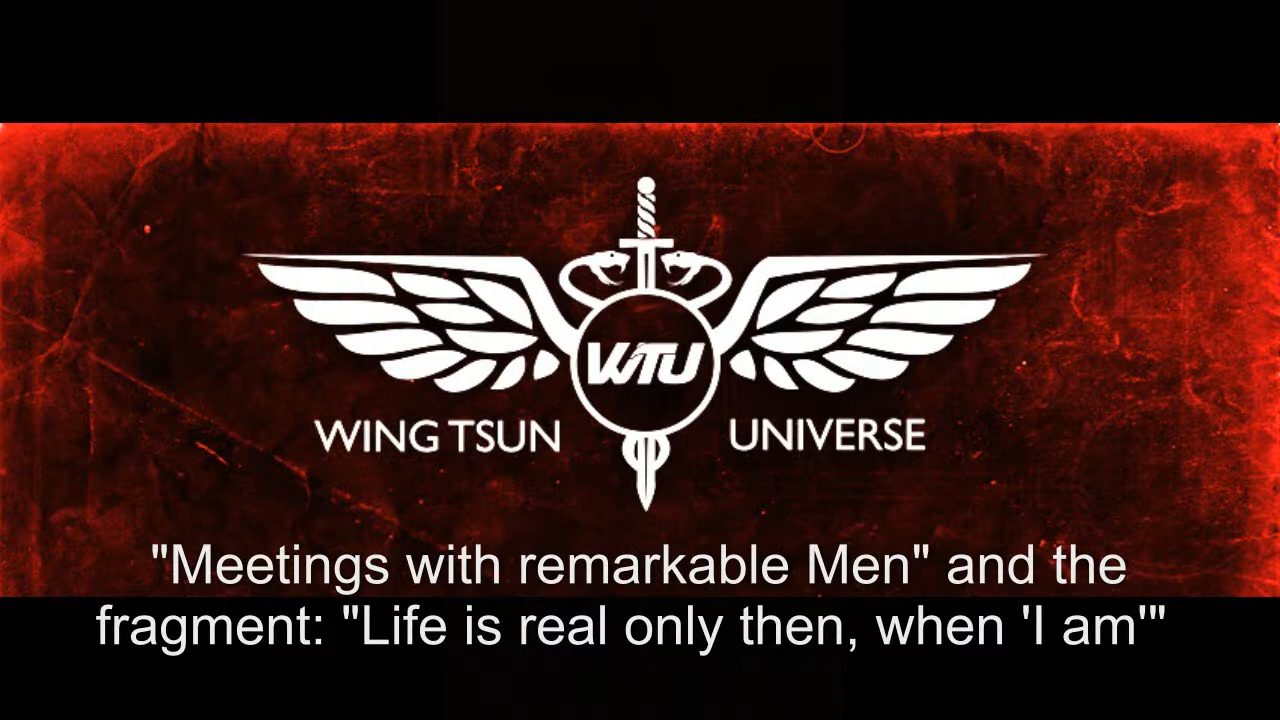 WTU
WING TSUN UNIVERSE
"Meetings with remarkable Men" and the
fragment: "Life is real only then, when 'I am'"